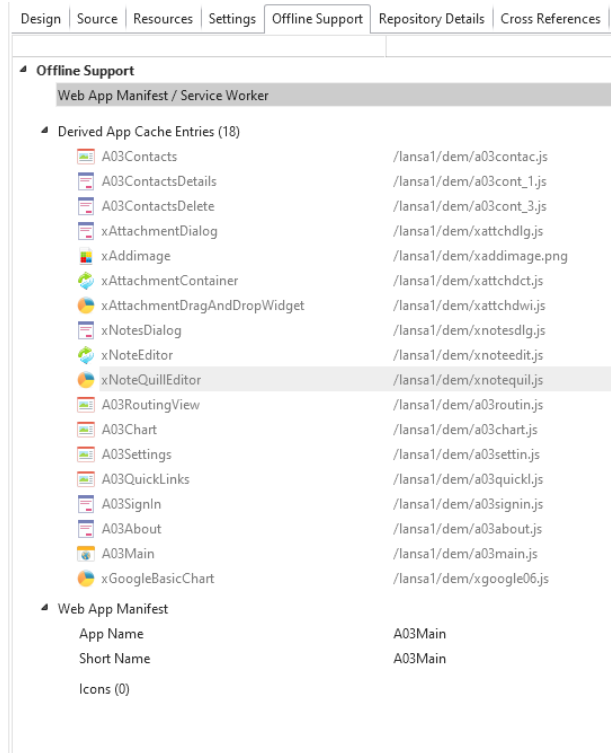 Design Source Resources Settings Offline Support Repository Details Cross References
Offline Support
Web App Manifest / Service Worker
Derived App Cache Entries (18)
A03Contacts /lansa1/dem/a03contac.js
A03ContactsDetails /lansa1/dem/a03cont_1.js
A03ContactsDelete /lansa1/dem/a03cont_3.js
xAttachmentDialog /lansa1/dem/xattchdlg.js
xAddimage /lansa1/dem/xaddimage.png
xAttachmentContainer /lansa1/dem/xattchdct.js
xAttachmentDragAndDropWidget /lansa1/dem/xattchdwi.js
xNotesDialog /lansa1/dem/xnotesdlg.js
xNoteEditor /lansa1/dem/xnoteedit.js
xNoteQuillEditor /lansa1/dem/xnotequil.js
A03RoutingView /lansa1/dem/a03routin.js
A03Chart /lansa1/dem/a03chart.js
A03Settings /lansa1/dem/a03settin.js
A03QuickLinks /lansa1/dem/a03quickl.js
A03SignIn /lansa1/dem/a03signin.js
A03About /lansa1/dem/a03about.js
A03Main /lansa1/dem/a03main.js
xGoogleBasicChart /lansa1/dem/xgoogle06.js
Web App Manifest
App Name A03Main
Short Name A03Main
Icons (0)